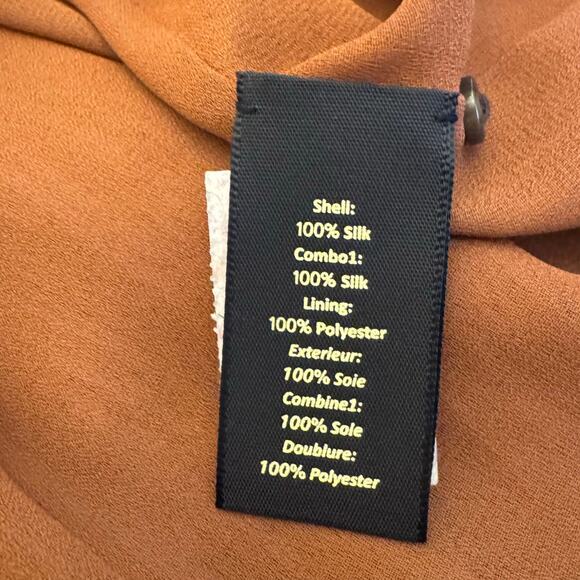 Shell:
100% Silk
Combo1:
100% Silk
Lining:
100% Polyester
Exterieur:
100% Soie
Combine1:
100% Soie
Doublure:
100% Polyester